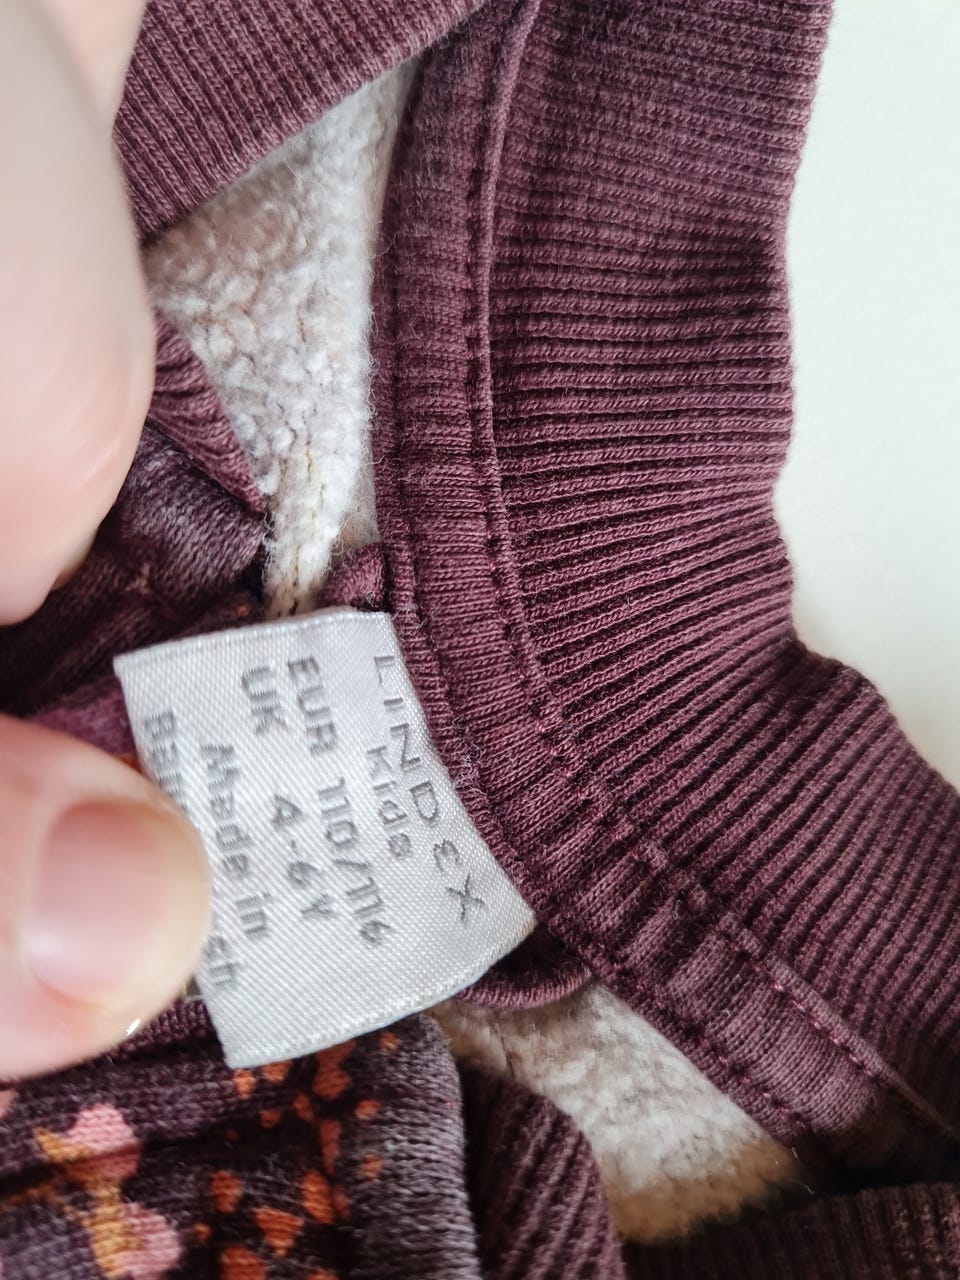 LINDEX
Kids
EUR 110/116
UK 4-6Y
Made in